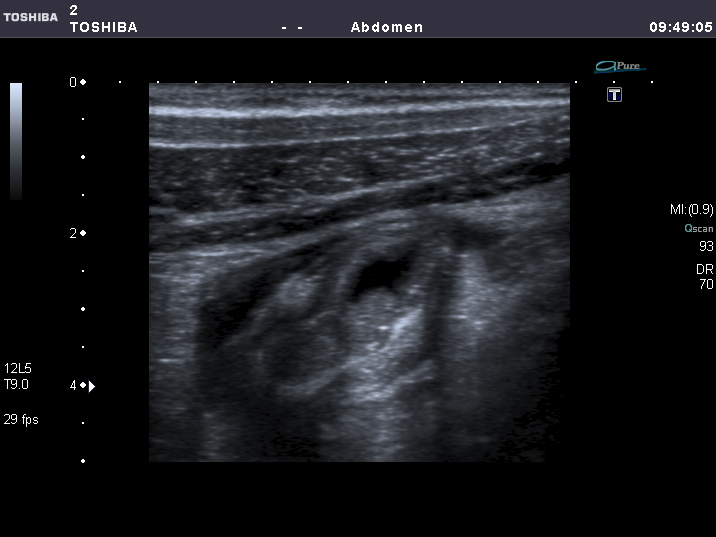 TOSHIBA
2
TOSHIBA - - Abdomen 09:49:05
aPure
T
0
2
4
MI:(0.9)
Qscan
93
DR
70
12L5
T9.0
29 fps